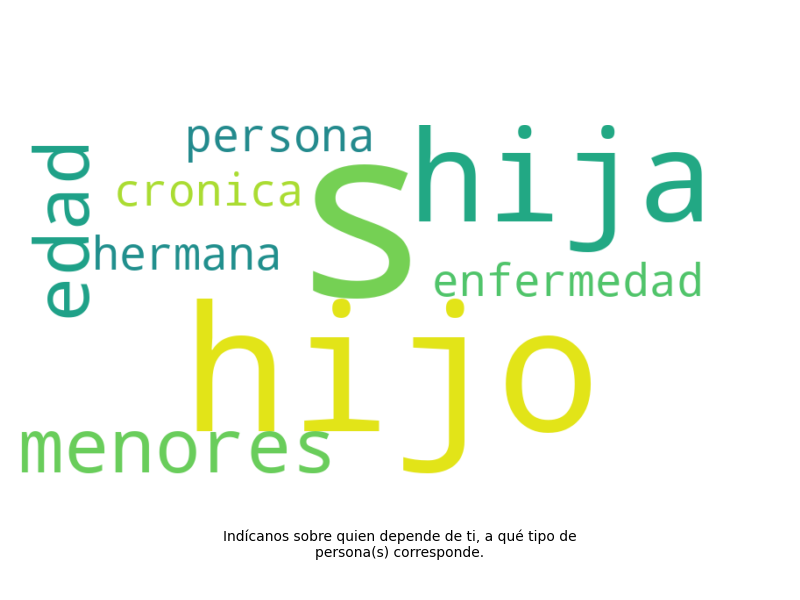 persona
hija
cronica
s
edad
hermana
enfermedad
hijo
menores
Indícanos sobre quien depende de ti, a qué tipo de
persona(s) corresponde.